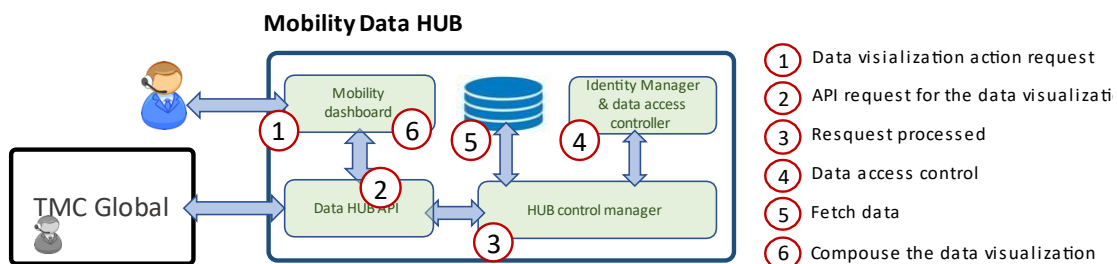 Mobility Data HUB
Mobility
dashboard
Identity Manager
& data access
controller
1
6
5
4
TMC Global
2
Data HUB API
HUB control manager
3
1 Data visialization action request
2 API request for the data visualizati
3 Resquest processed
4 Data access control
5 Fetch data
6 Compouse the data visualization